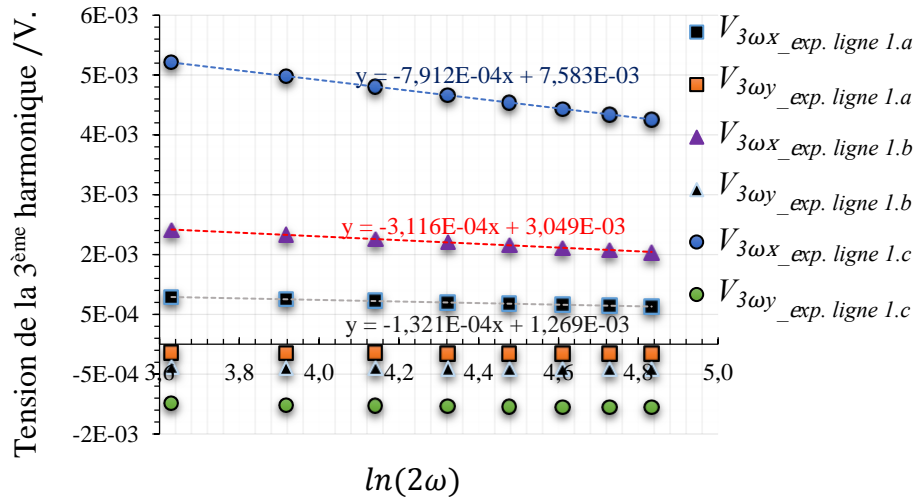 Tension de la 3ème harmonique /V.
6E-03
5E-03
4E-03
3E-03
2E-03
5E-04
-5E-04
-2E-03
y = -7,912E-04x + 7,583E-03
y = -3,116E-04x + 3,049E-03
y = -1,321E-04x + 1,269E-03
3,6 3,8 4,0 4,2 4,4 4,6 4,8 5,0
ln(2ω)
V3ωx_exp. ligne 1.a
V3ωy_exp. ligne 1.a
V3ωx_exp. ligne 1.b
V3ωy_exp. ligne 1.b
V3ωx_exp. ligne 1.c
V3ωy_exp. ligne 1.c